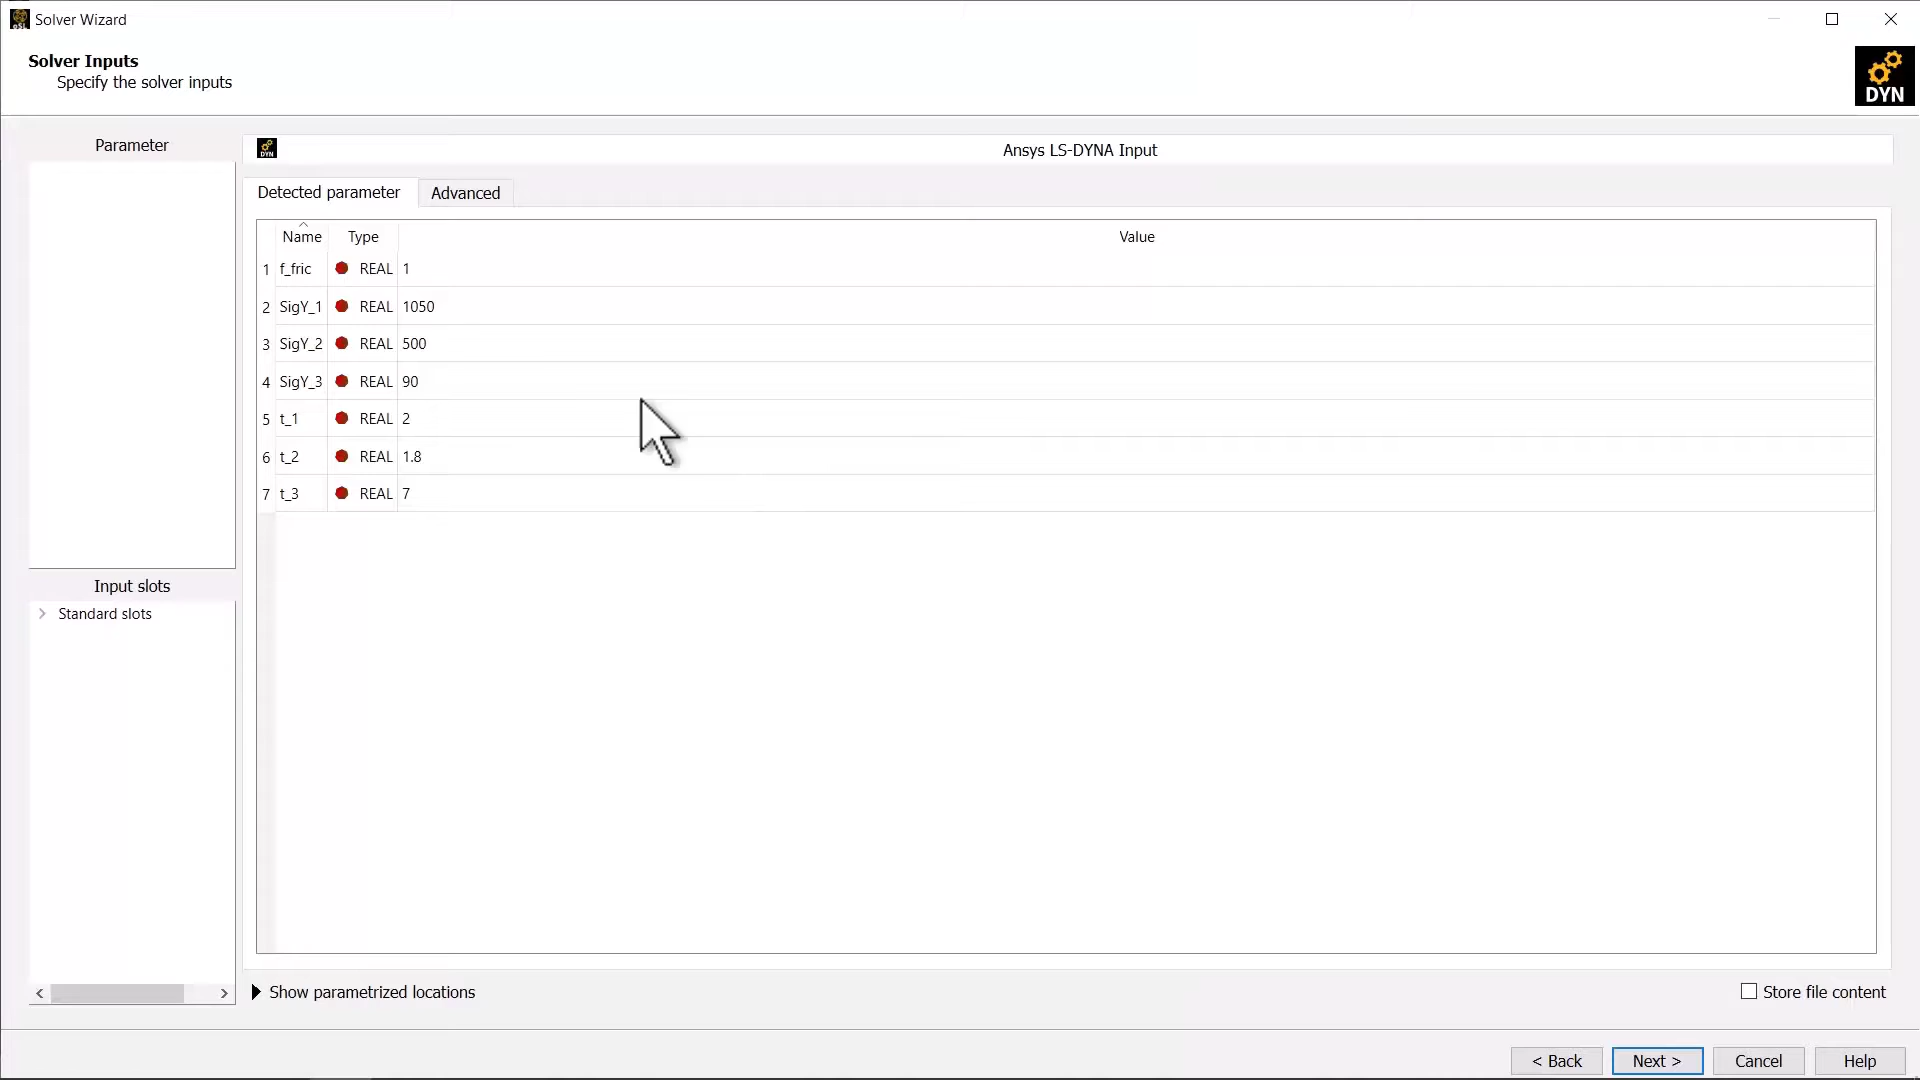 Solver Wizard
Solver Inputs
Specify the solver inputs
DYN
Parameter
DYN
Ansys LS-DYNA Input
Detected parameter
Advanced
Name Type Value
1 f_fric REAL 1
2 SigY_1 REAL 1050
3 SigY_2 REAL 500
4 SigY_3 REAL 90
5 t_1 REAL 2
6 t_2 REAL 1.8
7 t_3 REAL 7
Input slots
> Standard slots
Show parametrized locations
Store file content
< Back
Next >
Cancel
Help